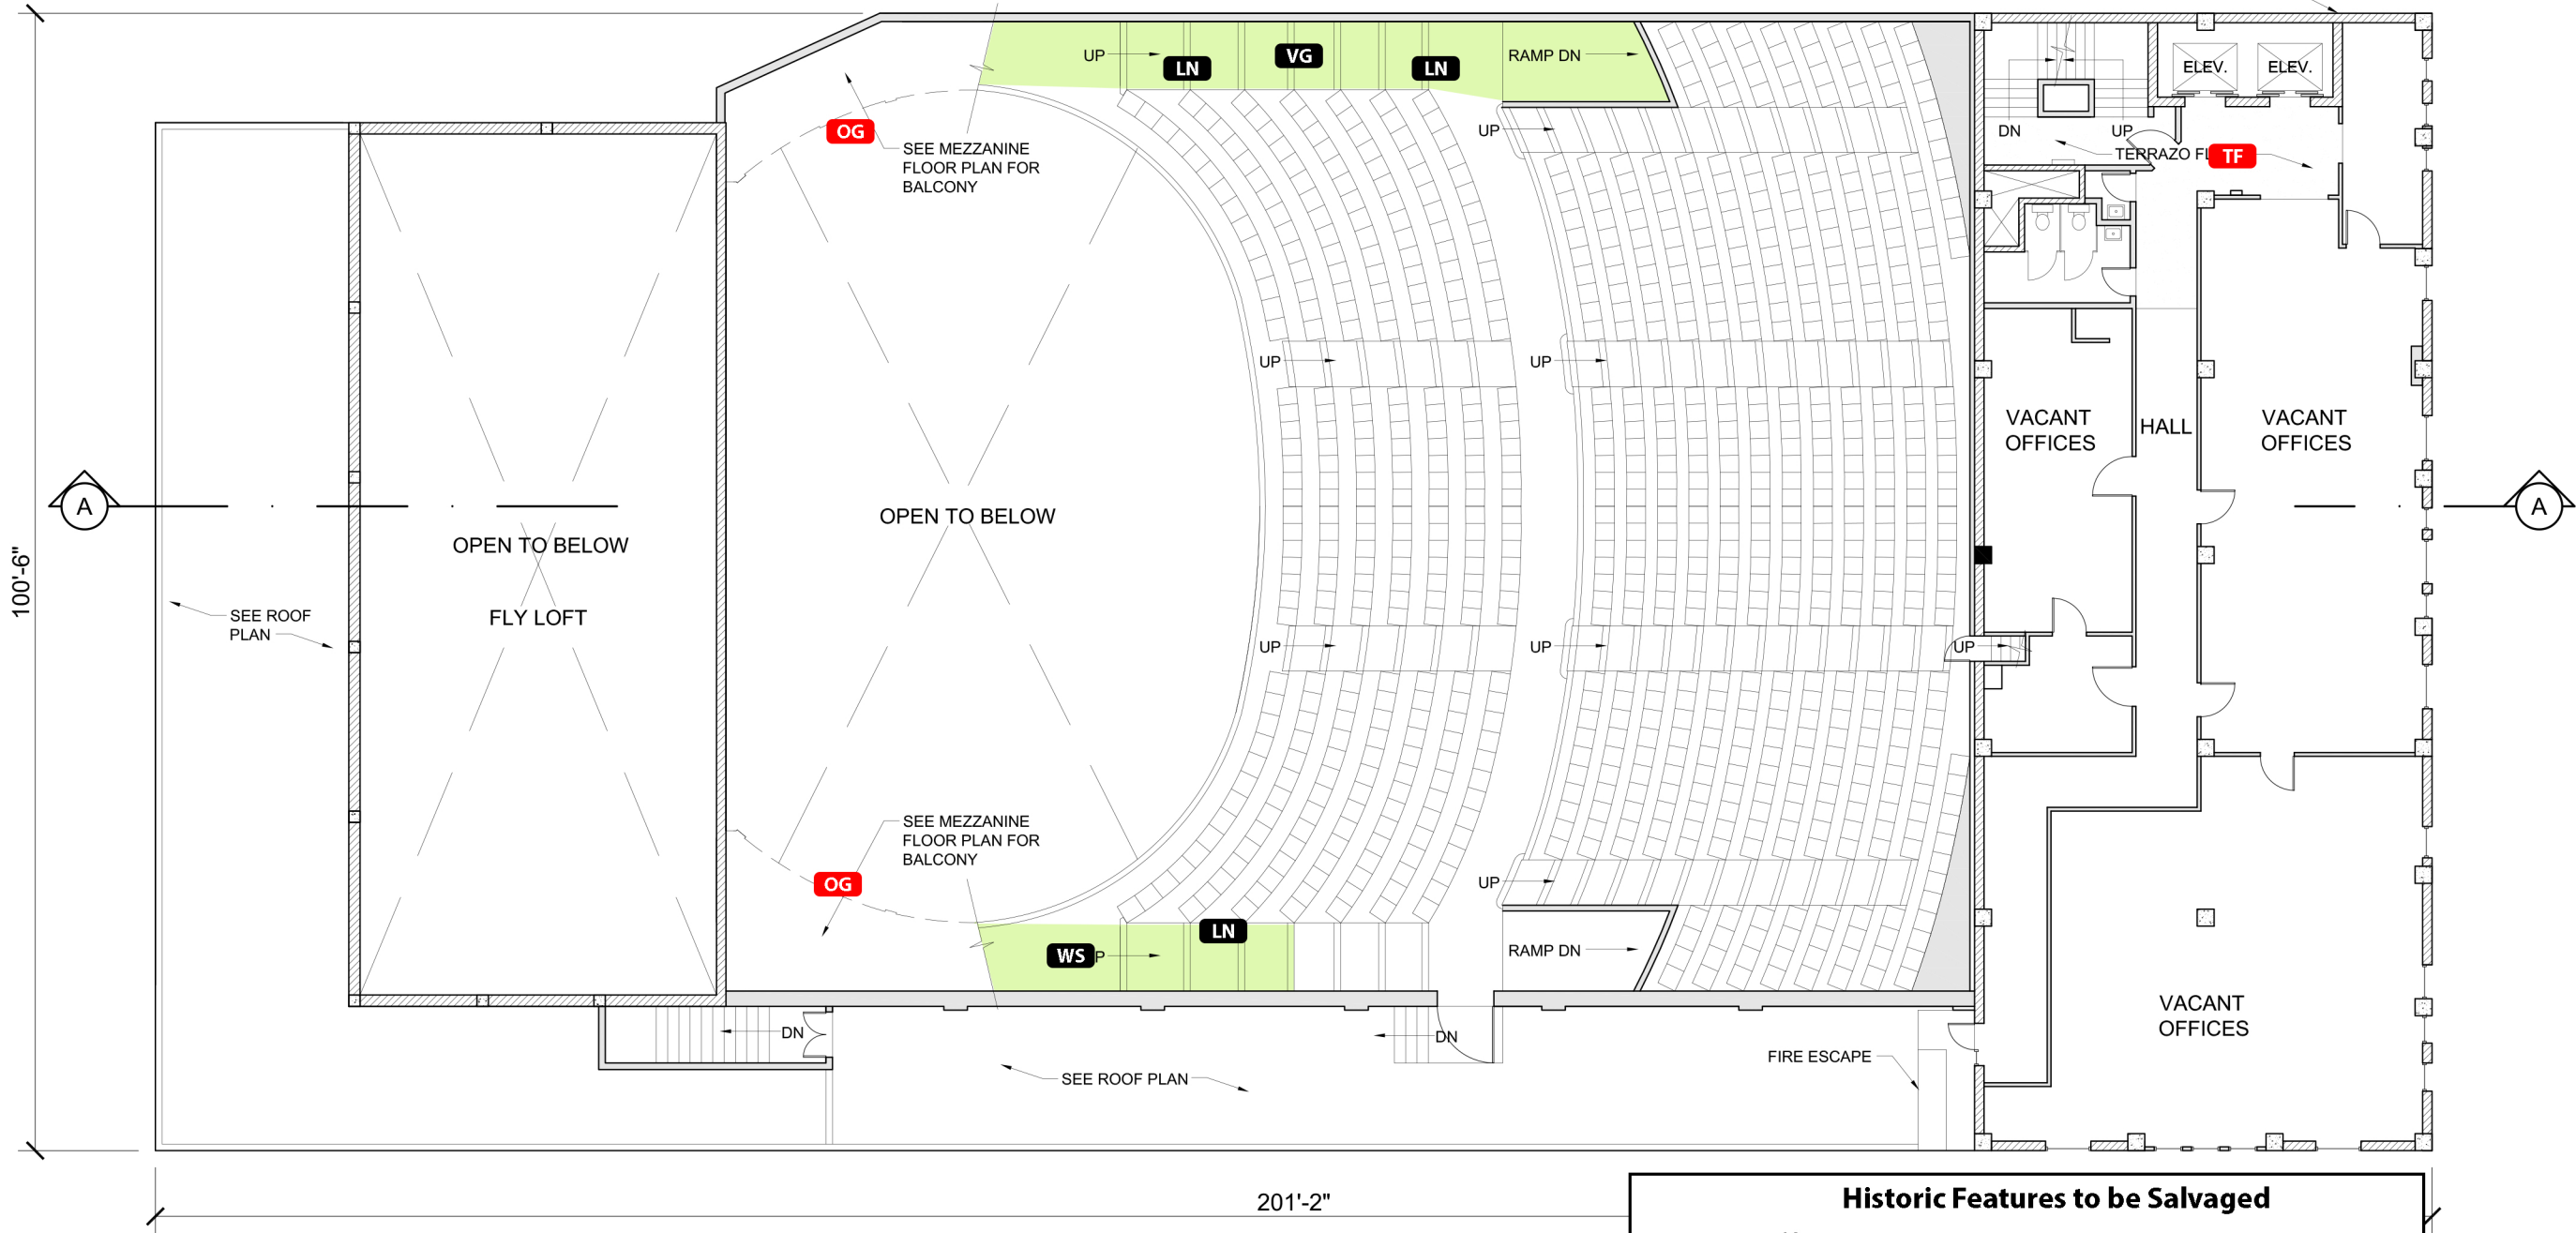 UP
LN
VG
LN
RAMP DN
ELEV.
ELEV.
OG
SEE MEZZANINE
FLOOR PLAN FOR
BALCONY
UP
DN
UP
TERRAZO
TF
UP
UP
VACANT
OFFICES
HALL
VACANT
OFFICES
A
A
OPEN TO BELOW
OPEN TO BELOW
FLY LOFT
100'-6"
SEE ROOF
PLAN
UP
UP
UP
SEE MEZZANINE
FLOOR PLAN FOR
BALCONY
OG
UP
LN
WS
RAMP DN
VACANT
OFFICES
DN
DN
FIRE ESCAPE
SEE ROOF PLAN
201'-2"
Historic Features to be Salvaged